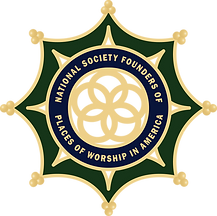 NATIONAL SOCIETY FOUNDERS OF
PLACES OF WORSHIP IN AMERICA